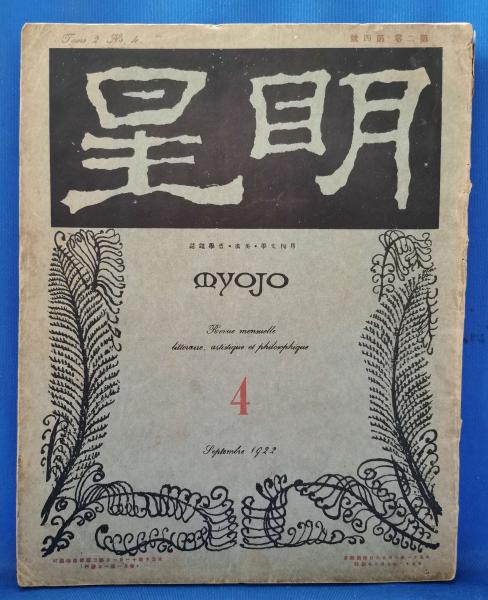 Tome 2 No 4.
第二卷 第四號
明星
月刊文學・美術・哲學雜誌
MYOJO
Revue mensuelle
littéraire, artistique et philosophique
4
Septembre 1922